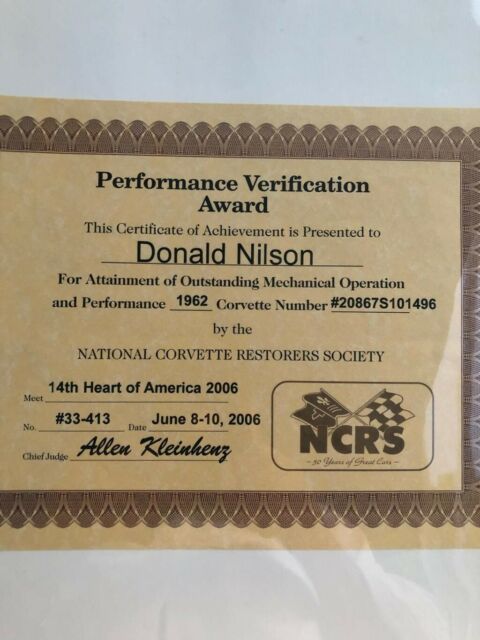 Performance Verification
Award
This Certificate of Achievement is Presented to
Donald Nilson
For Attainment of Outstanding Mechanical Operation
and Performance 1962 Corvette Number #20867S101496
by the
NATIONAL CORVETTE RESTORERS SOCIETY
Meet 14th Heart of America 2006
No. #33-413 Date June 8-10, 2006
Chief Judge Allen Kleinhenz
NCRS
~ 50 Years of Great Cars ~